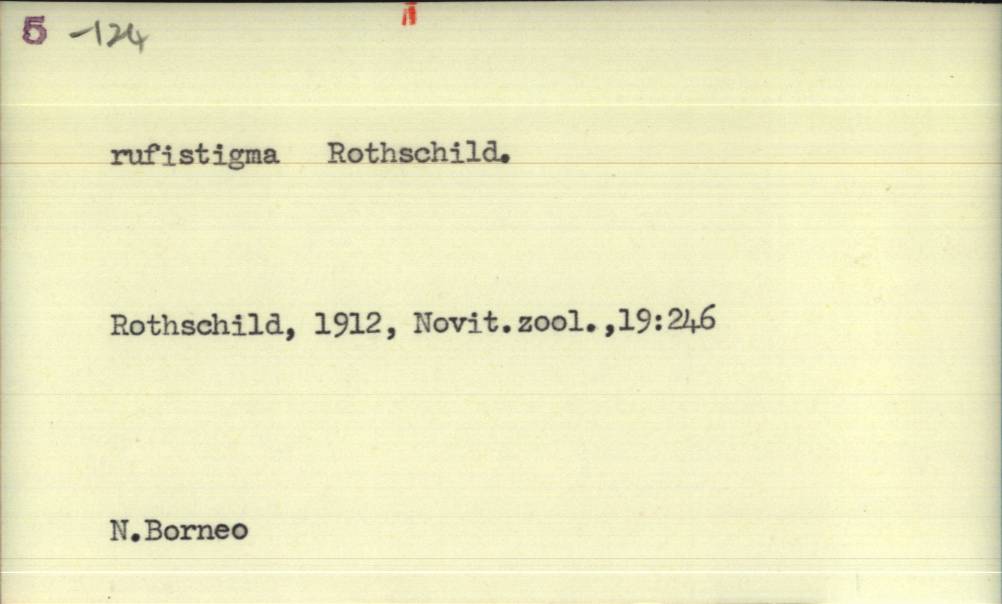 5 -124
rufistigma Rothschild.
Rothschild, 1912, Novit.zool.,19:246
N.Borneo